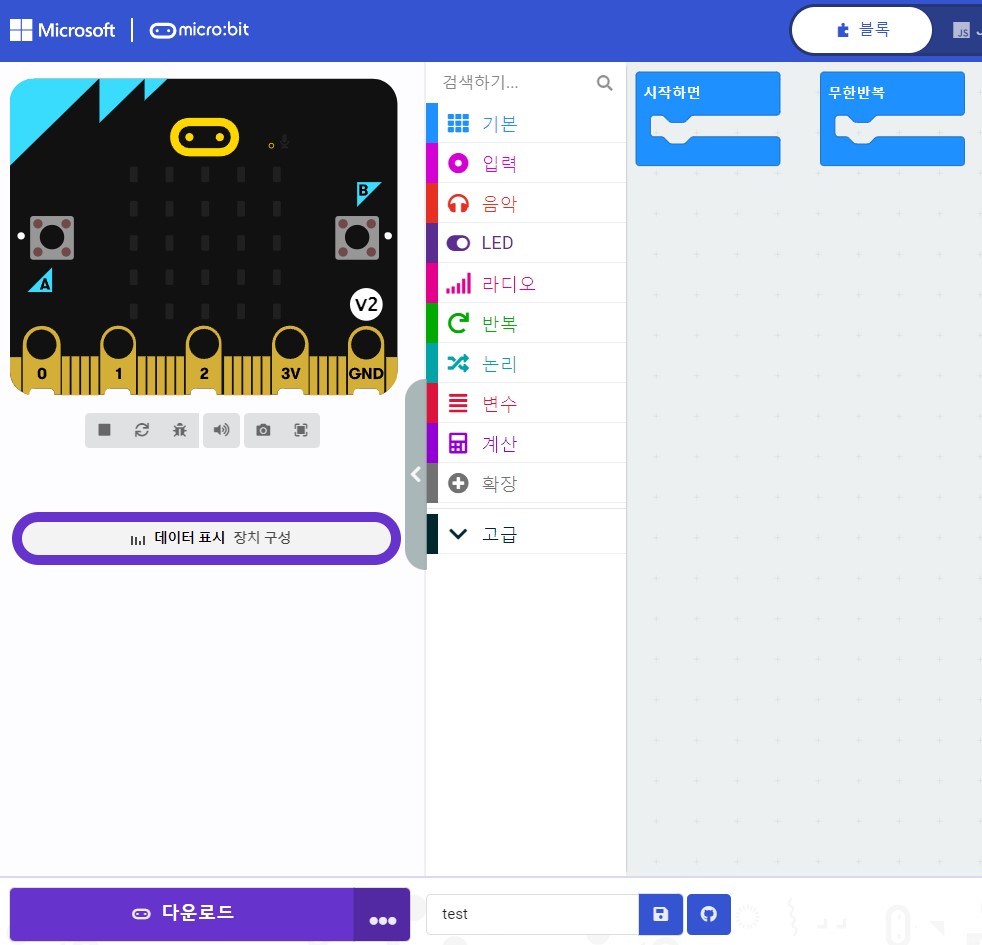 Microsoft micro:bit
블록
JS
검색하기...
기본
입력
음악
LED
라디오
반복
논리
변수
계산
확장
고급
시작하면
무한반복
B
A
V2
0 1 2 3V GND
데이터 표시 장치 구성
다운로드
test